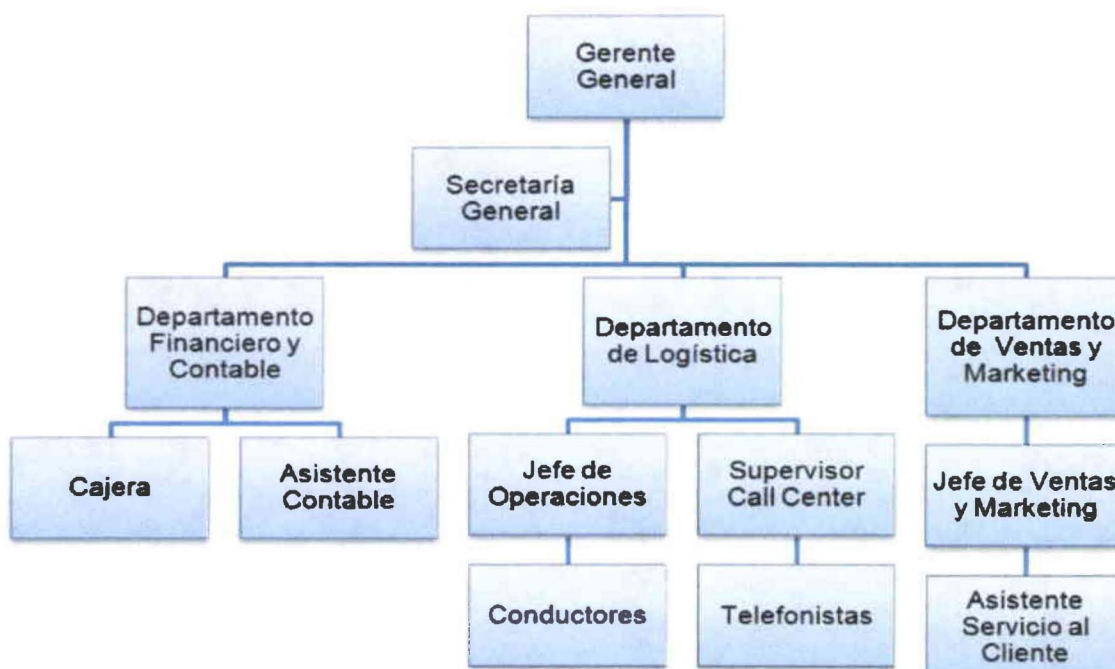 Gerente
General
Secretaría
General
Departamento
Financiero y
Contable
Departamento
de Logística
Departamento
de Ventas y
Marketing
Cajera
Asistente
Contable
Jefe de
Operaciones
Supervisor
Call Center
Jefe de Ventas
y Marketing
Conductores
Telefonistas
Asistente
Servicio al
Cliente